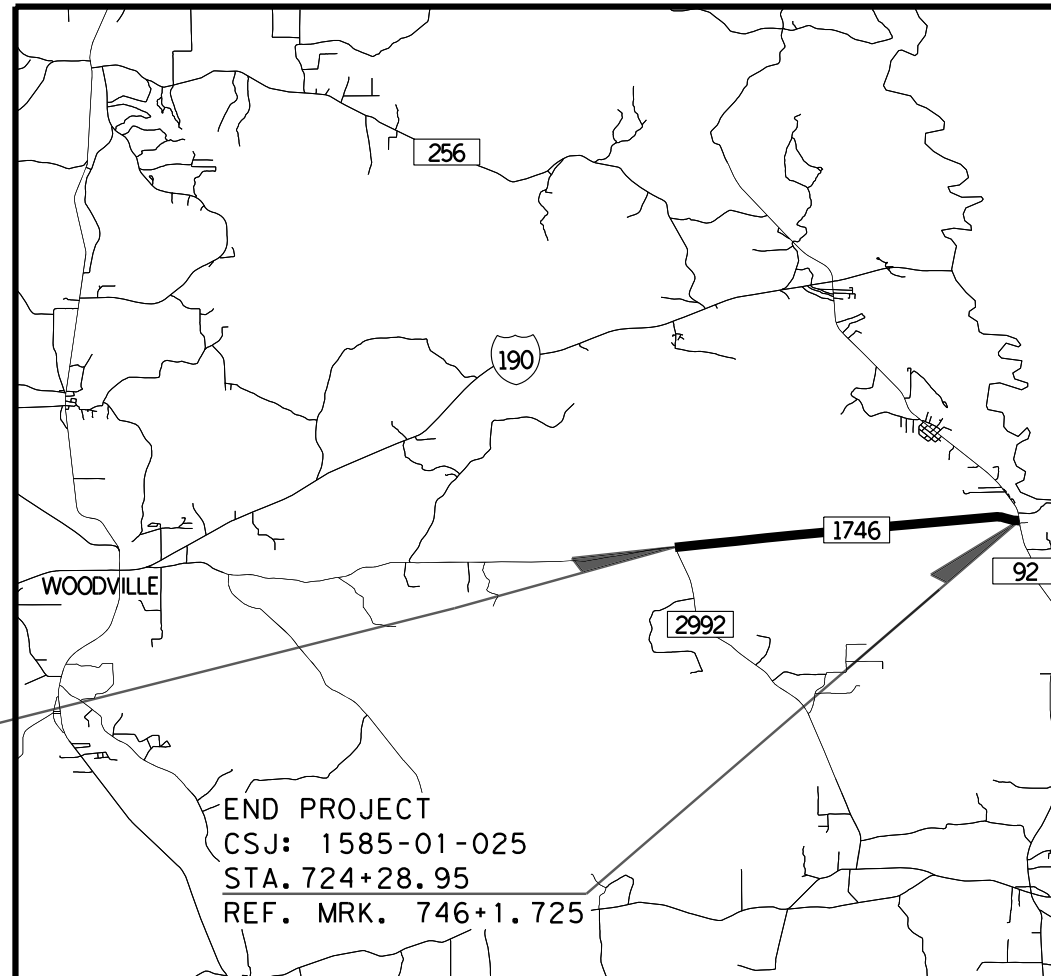 256
190
1746
92
WOODVILLE
2992
END PROJECT
CSJ: 1585-01-025
STA. 724+28.95
REF. MRK. 746+1.725